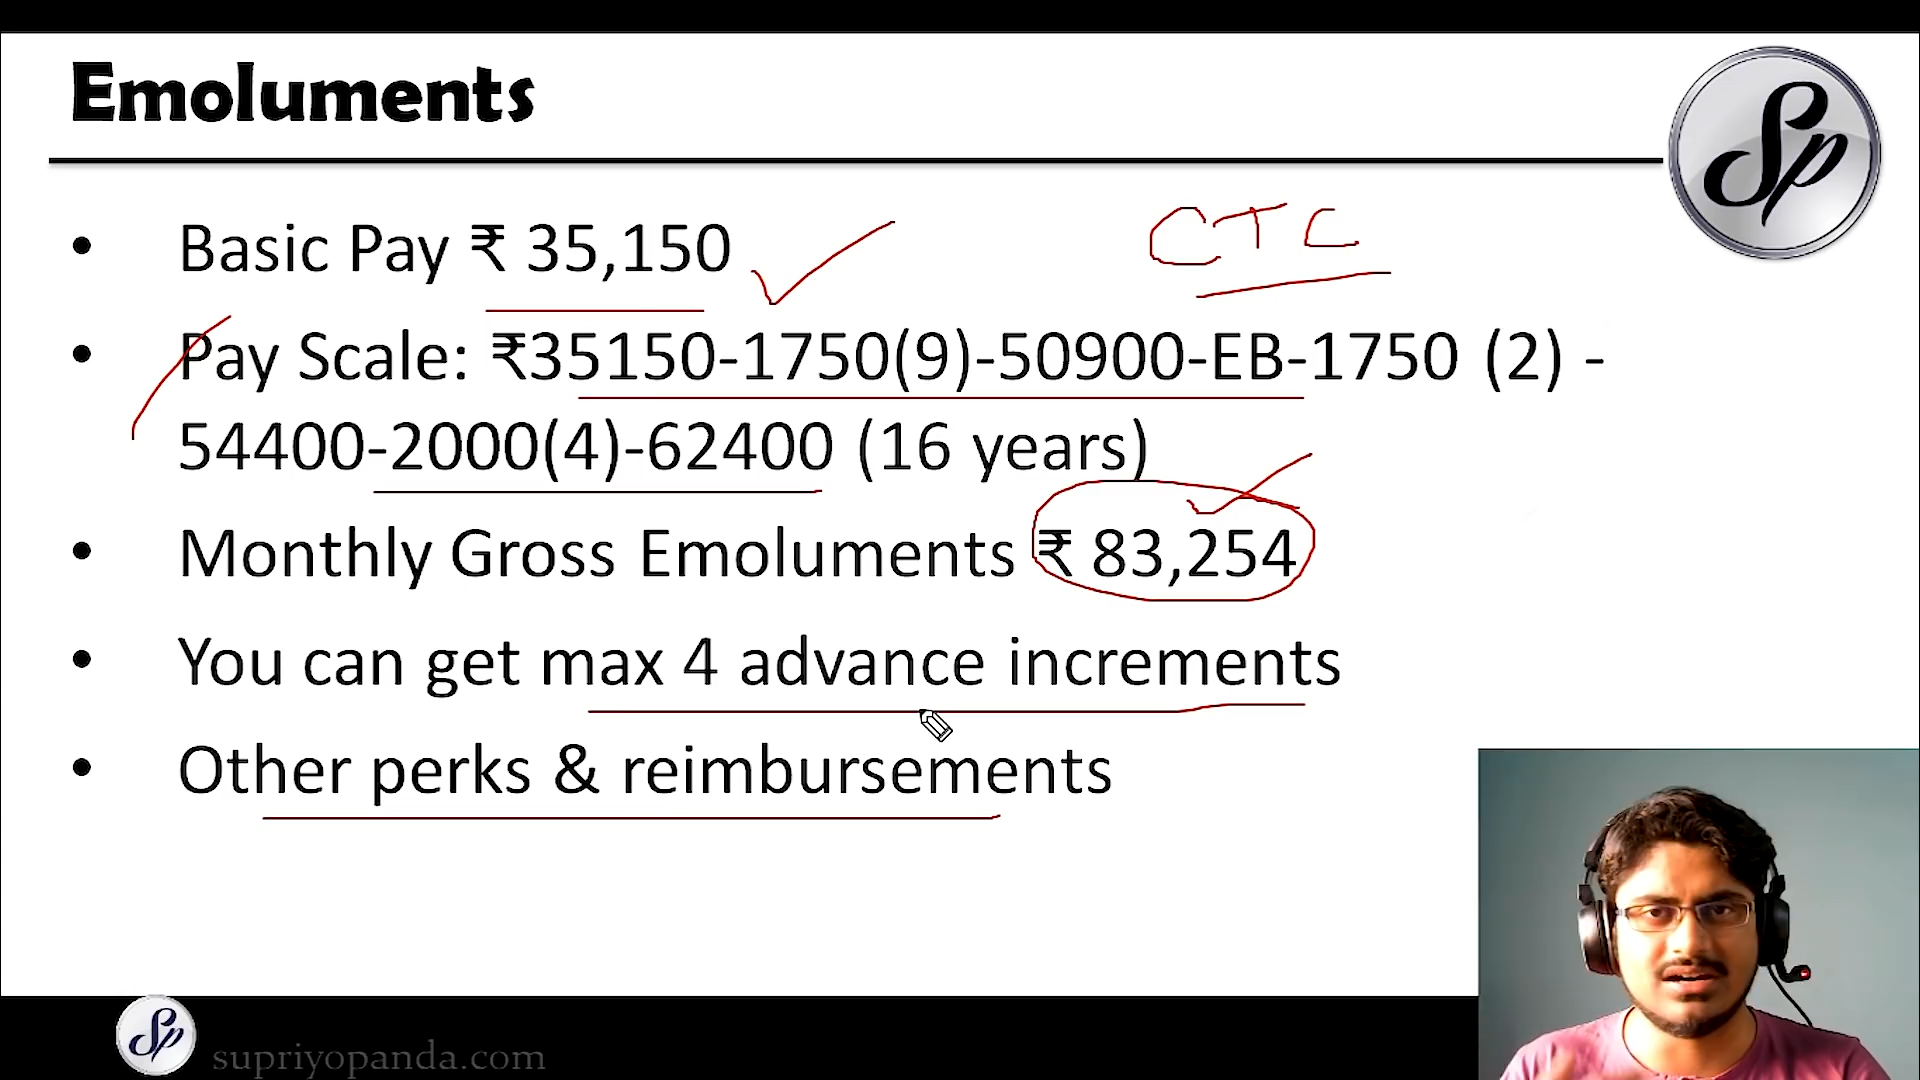 Emoluments
Sp
• Basic Pay ₹ 35,150
CTC
• Pay Scale: ₹35150-1750(9)-50900-EB-1750 (2) -
54400-2000(4)-62400 (16 years)
• Monthly Gross Emoluments ₹ 83,254
• You can get max 4 advance increments
• Other perks & reimbursements
Sp
supriyopanda.com